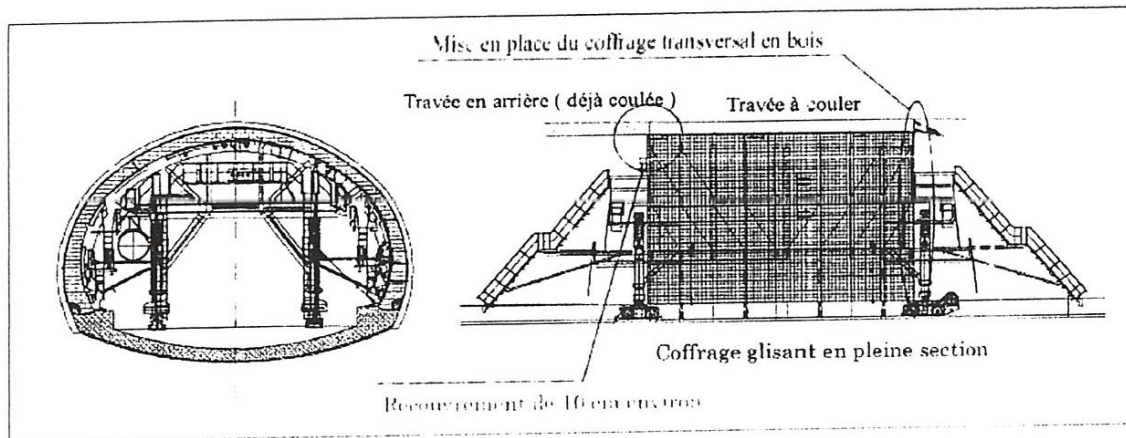 Mise en place du coffrage transversal en bois
Travée en arrière ( déjà coulée )
Travée à couler
Coffrage glisant en pleine section
Recouvrement de 10 cm environ